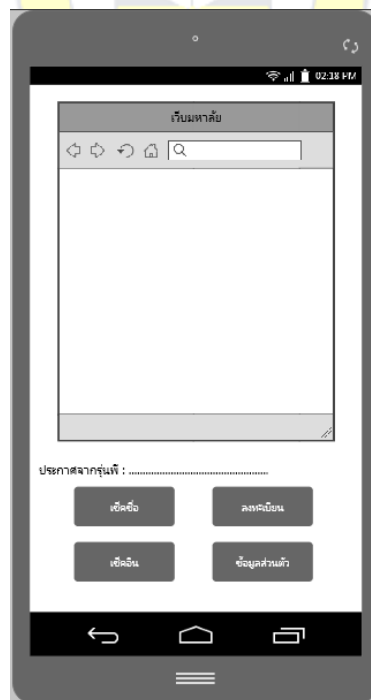 02:18 PM
เว็บมหาลัย
ประกาศจากรุ่นพี่ : ................................................
เช็คชื่อ
ลงทะเบียน
เช็คอิน
ข้อมูลส่วนตัว